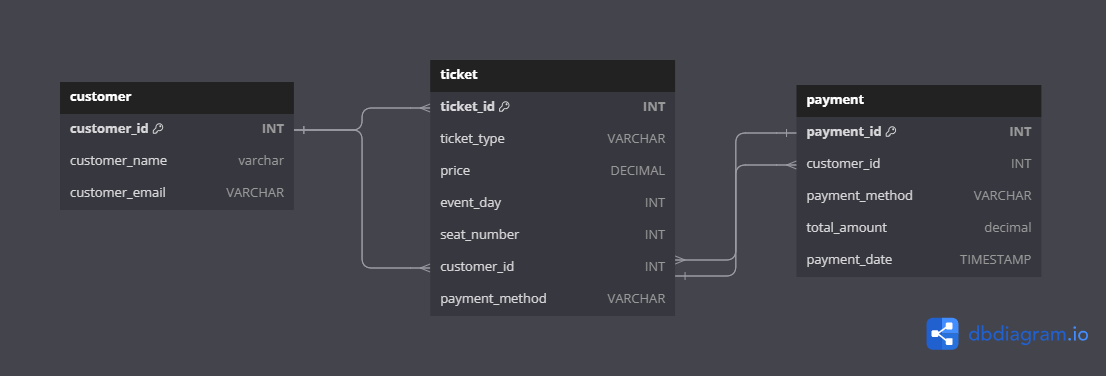 customer
customer_id INT
customer_name varchar
customer_email VARCHAR
ticket
ticket_id INT
ticket_type VARCHAR
price DECIMAL
event_day INT
seat_number INT
customer_id INT
payment_method VARCHAR
payment
payment_id INT
customer_id INT
payment_method VARCHAR
total_amount decimal
payment_date TIMESTAMP
dbdiagram.io